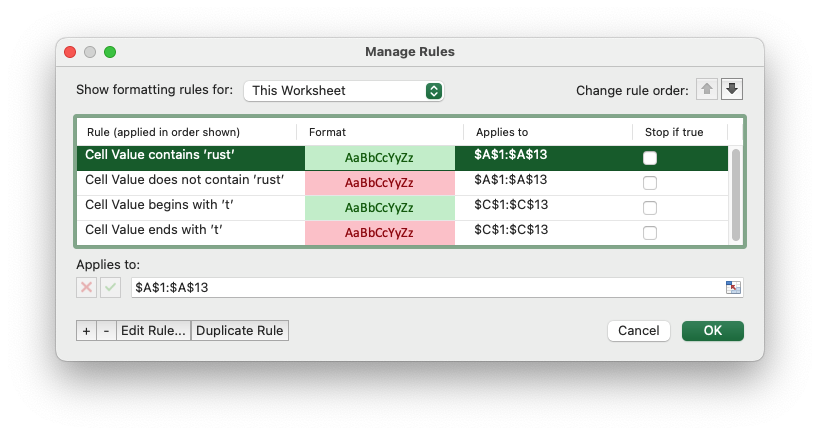 Manage Rules
Show formatting rules for: This Worksheet Change rule order:
Rule (applied in order shown) Format Applies to Stop if true
Cell Value contains ‘rust’ AaBbCcYyZz $A$1:$A$13
Cell Value does not contain ‘rust’ AaBbCcYyZz $A$1:$A$13
Cell Value begins with ‘t’ AaBbCcYyZz $C$1:$C$13
Cell Value ends with ‘t’ AaBbCcYyZz $C$1:$C$13
Applies to:
$A$1:$A$13
+ - Edit Rule... Duplicate Rule Cancel OK